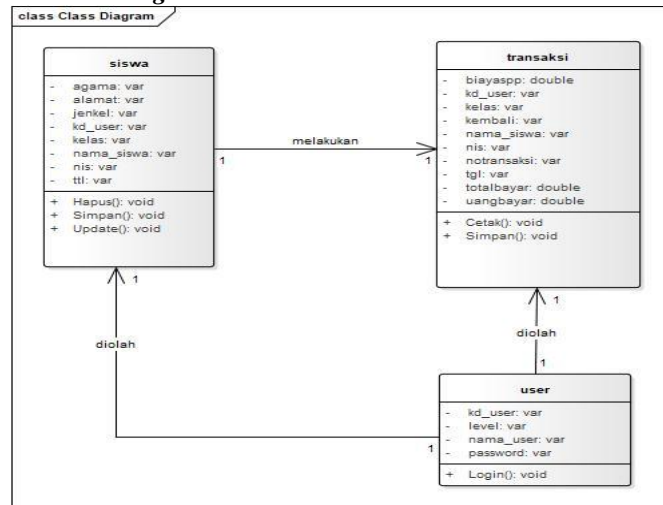 class Class Diagram
siswa
- agama: var
- alamat: var
- jenkel: var
- kd_user: var
- kelas: var
- nama_siswa: var
- nis: var
- ttl: var
+ Hapus(): void
+ Simpan(): void
+ Update(): void
melakukan
1
1
transaksi
- biayaspp: double
- kd_user: var
- kelas: var
- kembali: var
- nama_siswa: var
- nis: var
- notransaksi: var
- tgl: var
- totalbayar: double
- uangbayar: double
+ Cetak(): void
+ Simpan(): void
1
diolah
1
1
diolah
1
user
- kd_user: var
- level: var
- nama_user: var
- password: var
+ Login(): void